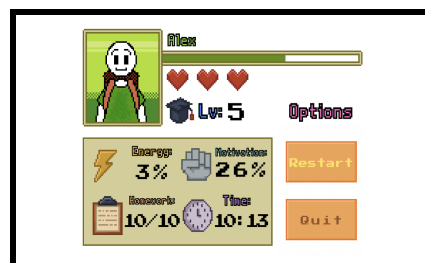 Alex
Lv: 5
Options
Energy:
3%
Motivation:
26%
Restart
Homework:
10/10
Time:
10:13
Quit